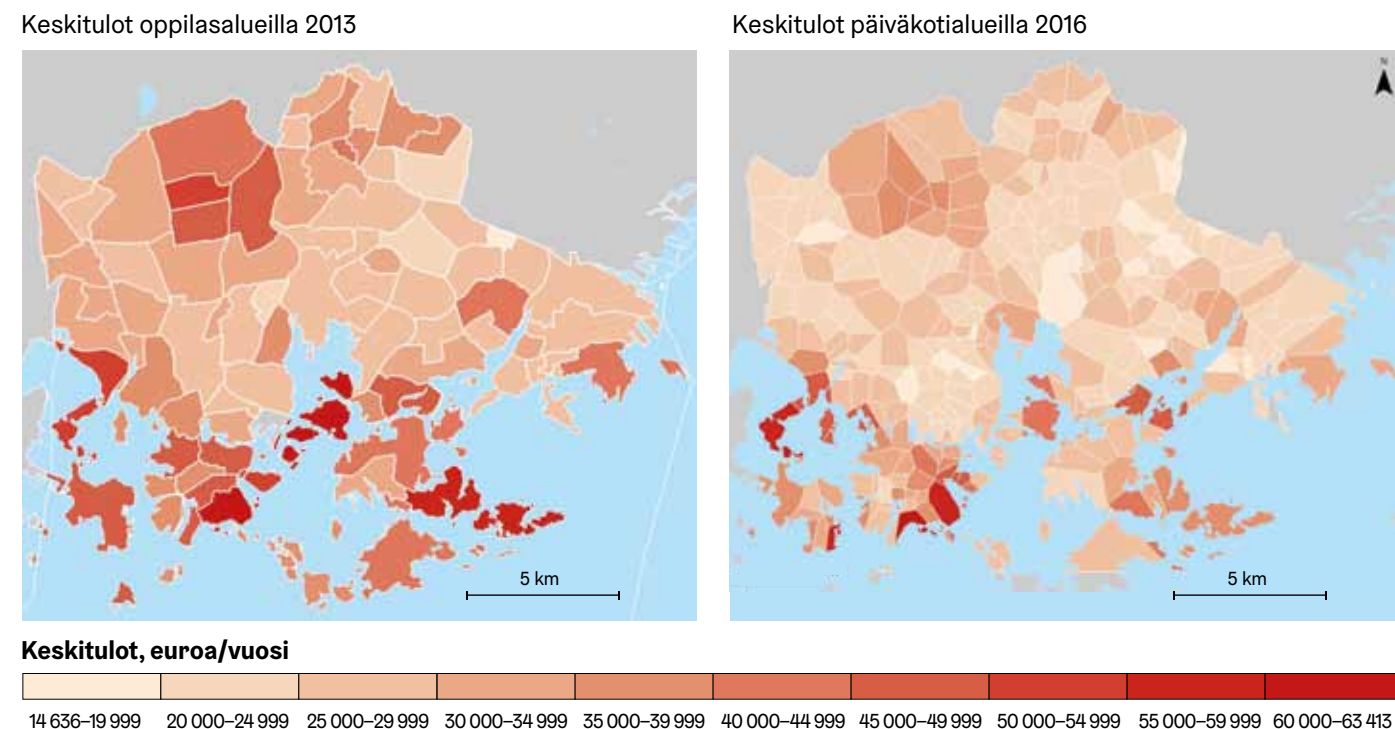 Keskitulot oppilasalueilla 2013
Keskitulot päiväkotialueilla 2016
N
5 km
5 km
Keskitulot, euroa/vuosi
14 636–19 999 20 000–24 999 25 000–29 999 30 000–34 999 35 000–39 999 40 000–44 999 45 000–49 999 50 000–54 999 55 000–59 999 60 000–63 413